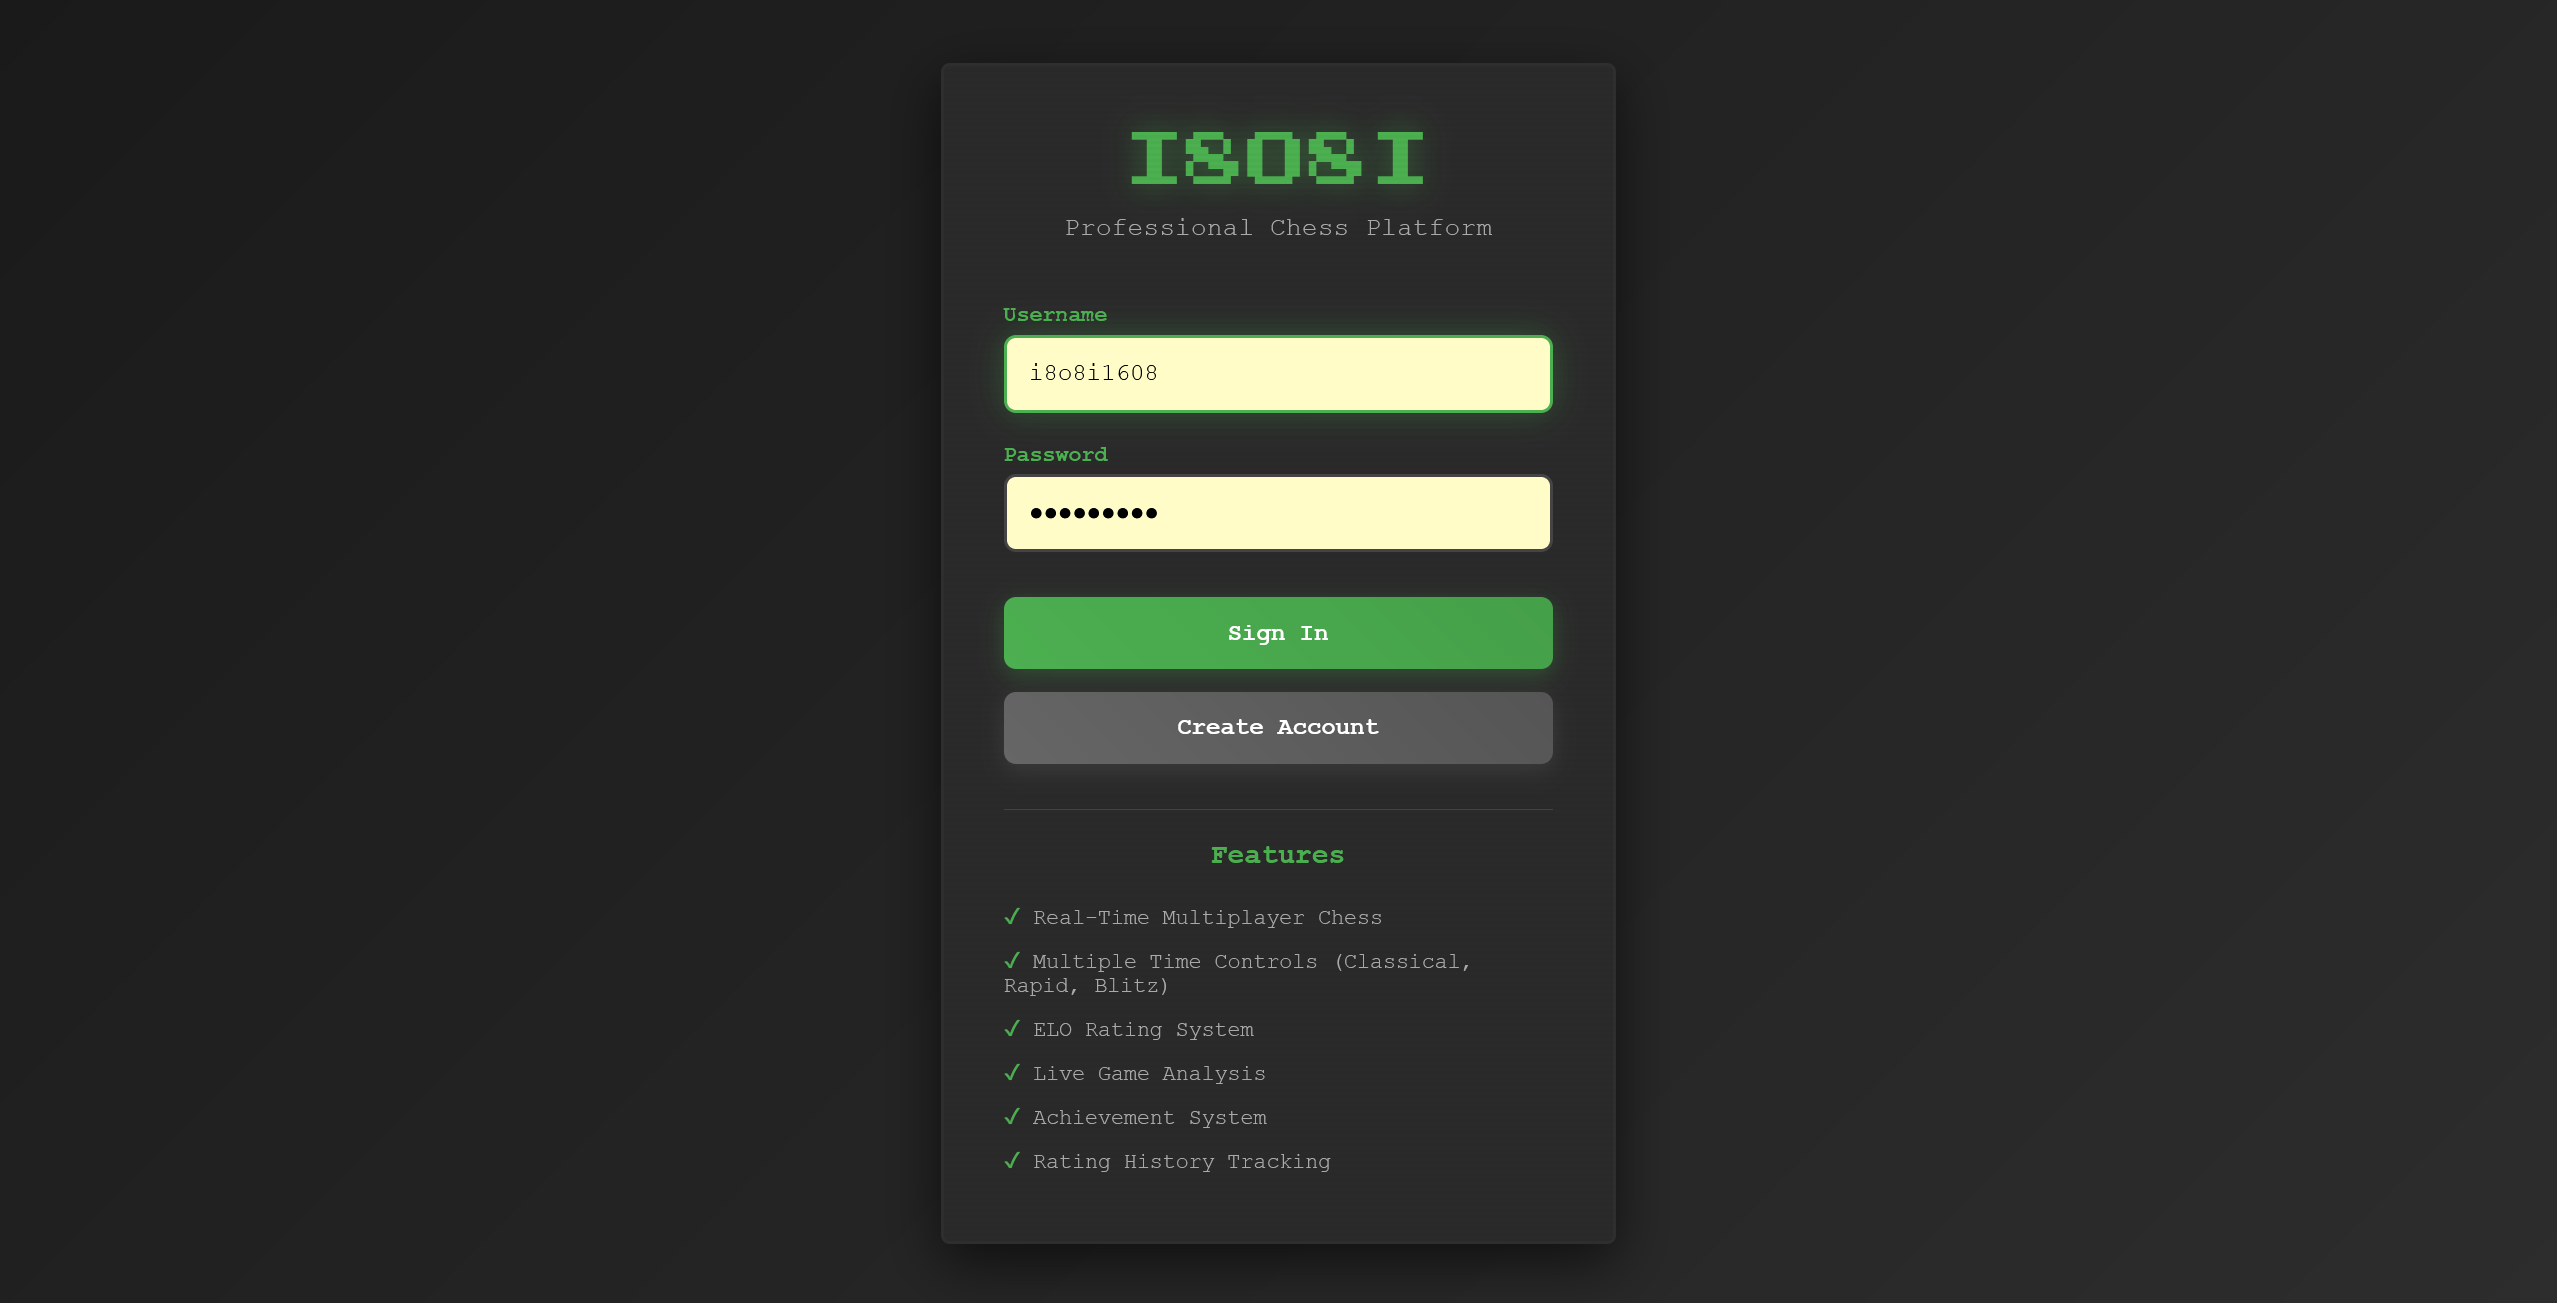 I8O8I
Professional Chess Platform
Username
i8o8i1608
Password
•••••••••
Sign In
Create Account
Features
✓ Real-Time Multiplayer Chess
✓ Multiple Time Controls (Classical,
Rapid, Blitz)
✓ ELO Rating System
✓ Live Game Analysis
✓ Achievement System
✓ Rating History Tracking